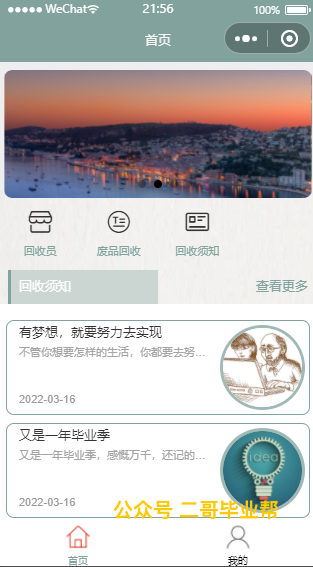 WeChat
21:56
100%
首页
回收员
废品回收
回收须知
回收须知
查看更多
有梦想，就要努力去实现
不管你想要怎样的生活，你都要去努...
2022-03-16
又是一年毕业季
又是一年毕业季，感慨万千，还记的...
idea
2022-03-16
公众号 二哥毕业帮
首页
我的